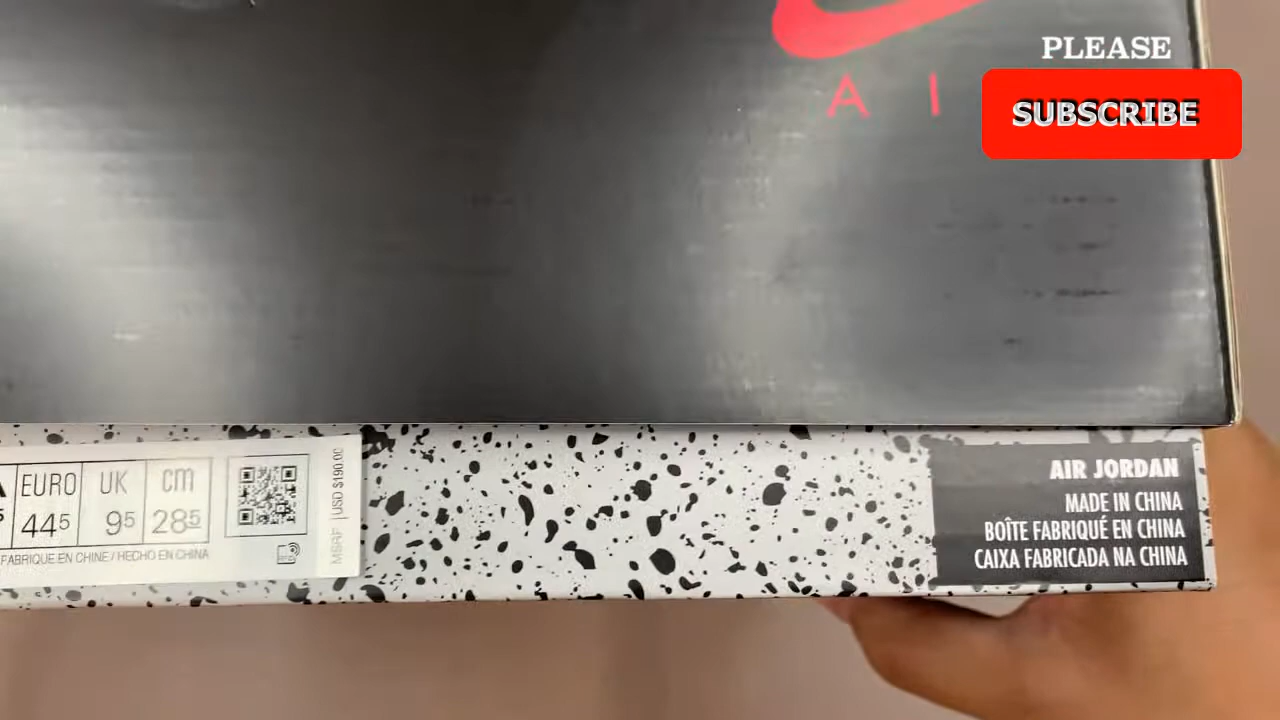 PLEASE
SUBSCRIBE
A I
EURO UK CM
44⁵ 9⁵ 28⁵
FABRIQUE EN CHINE / HECHO EN CHINA
MSRP USD $190.00
AIR JORDAN
MADE IN CHINA
BOÎTE FABRIQUÉ EN CHINA
CAIXA FABRICADA NA CHINA